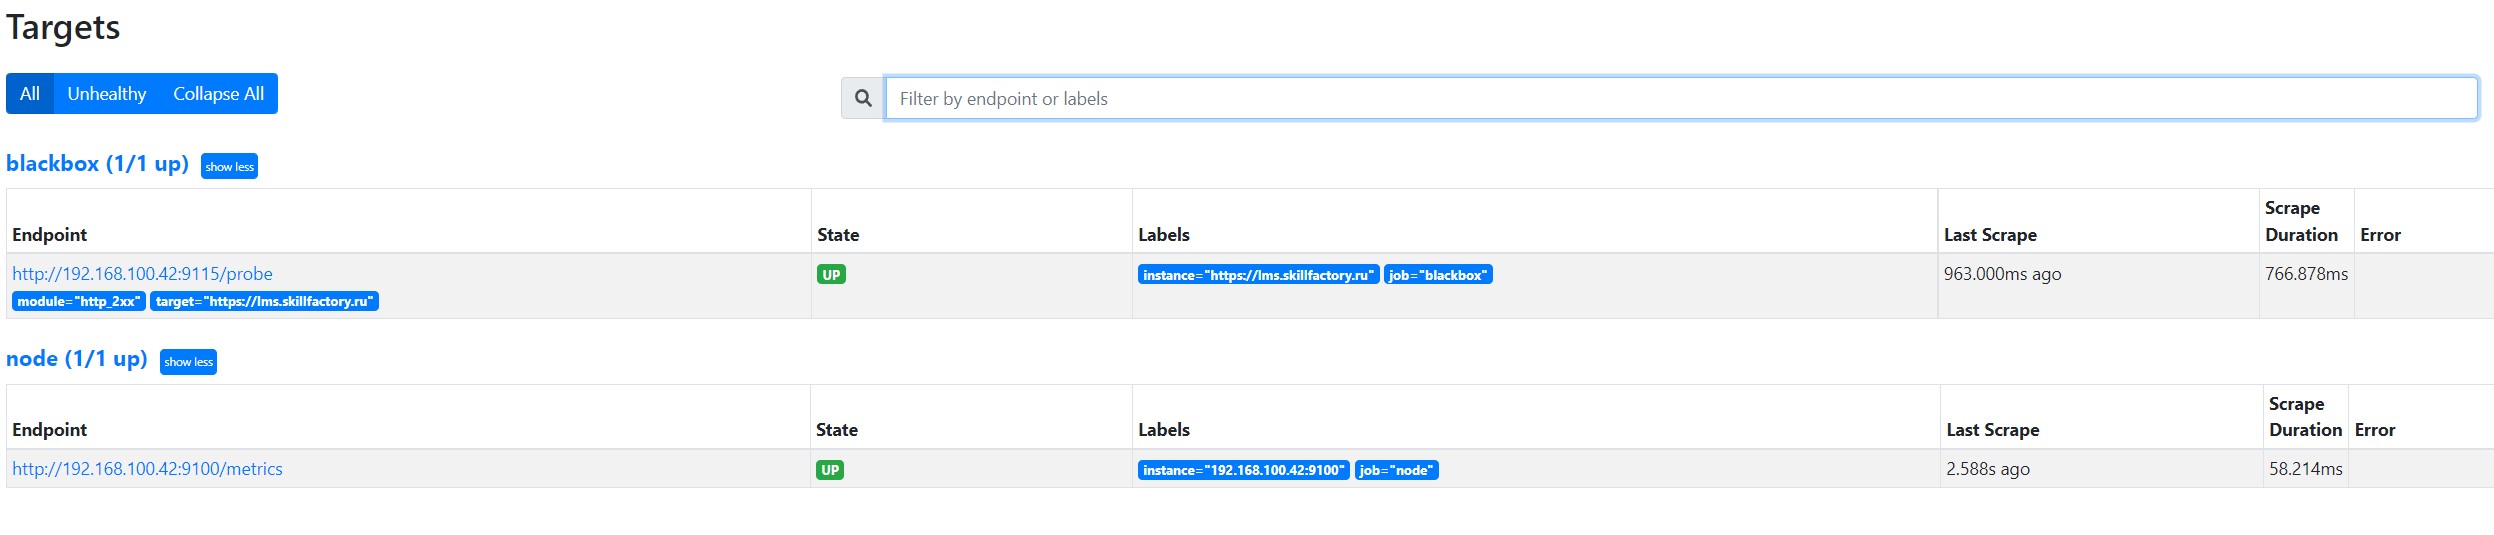 Targets
All Unhealthy Collapse All
Filter by endpoint or labels
blackbox (1/1 up) show less
Endpoint State Labels Last Scrape Scrape Duration Error
http://192.168.100.42:9115/probe UP instance="https://lms.skillfactory.ru" job="blackbox" 963.000ms ago 766.878ms
module="http_2xx" target="https://lms.skillfactory.ru"
node (1/1 up) show less
Endpoint State Labels Last Scrape Scrape Duration Error
http://192.168.100.42:9100/metrics UP instance="192.168.100.42:9100" job="node" 2.588s ago 58.214ms